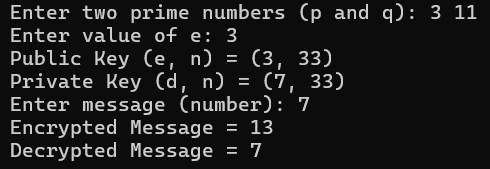 Enter two prime numbers (p and q): 3 11
Enter value of e: 3
Public Key (e, n) = (3, 33)
Private Key (d, n) = (7, 33)
Enter message (number): 7
Encrypted Message = 13
Decrypted Message = 7